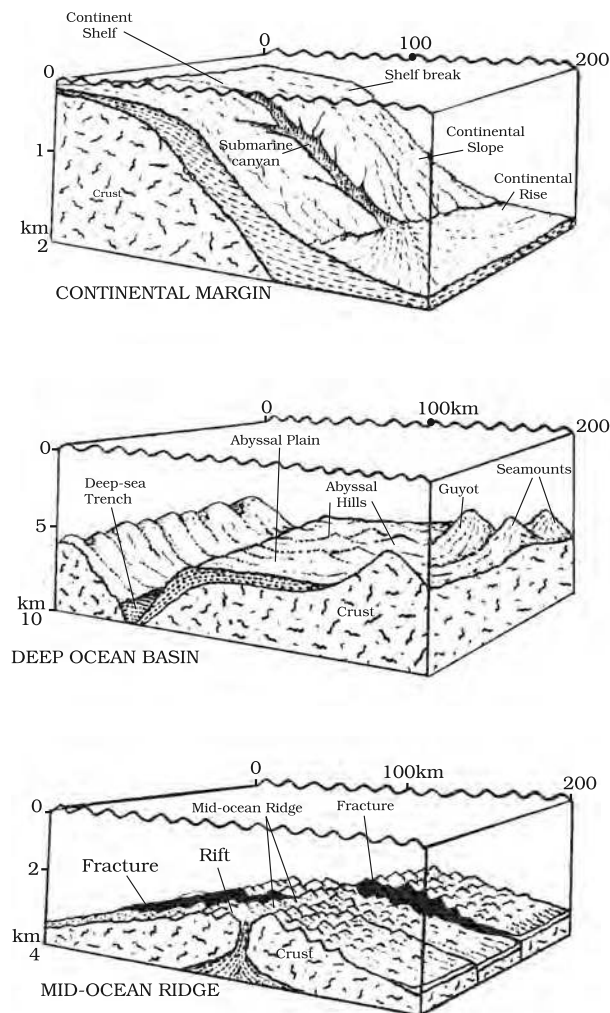 Continent
Shelf
0
100
200
0
Shelf break
Continental
Slope
1
Submarine
canyan
Continental
Rise
Crust
km
2
CONTINENTAL MARGIN
0
100km
200
0
Abyssal Plain
Seamounts
Deep-sea
Trench
Abyssal
Hills
Guyot
5
km
10
Crust
DEEP OCEAN BASIN
0
100km
200
0
Mid-ocean Ridge
Fracture
2
Fracture
Rift
km
4
Crust
MID-OCEAN RIDGE